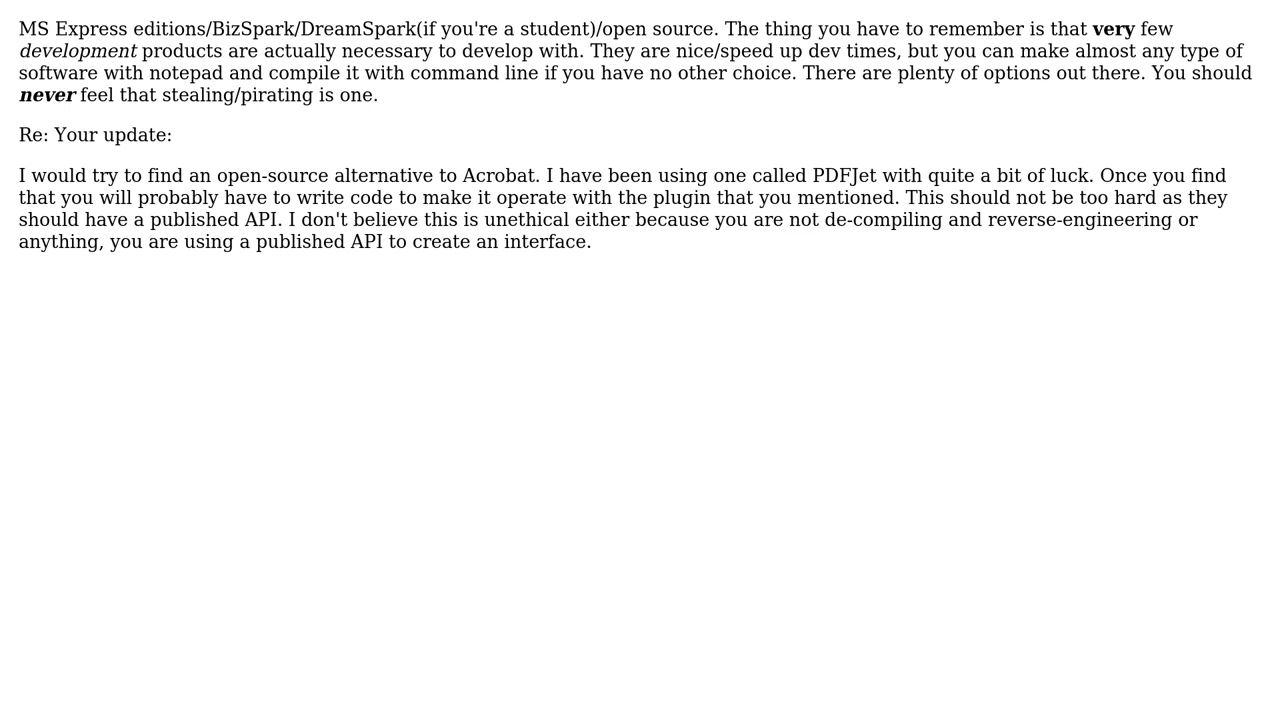 MS Express editions/BizSpark/DreamSpark(if you're a student)/open source. The thing you have to remember is that very few
development products are actually necessary to develop with. They are nice/speed up dev times, but you can make almost any type of
software with notepad and compile it with command line if you have no other choice. There are plenty of options out there. You should
never feel that stealing/pirating is one.
Re: Your update:
I would try to find an open-source alternative to Acrobat. I have been using one called PDFJet with quite a bit of luck. Once you find
that you will probably have to write code to make it operate with the plugin that you mentioned. This should not be too hard as they
should have a published API. I don't believe this is unethical either because you are not de-compiling and reverse-engineering or
anything, you are using a published API to create an interface.